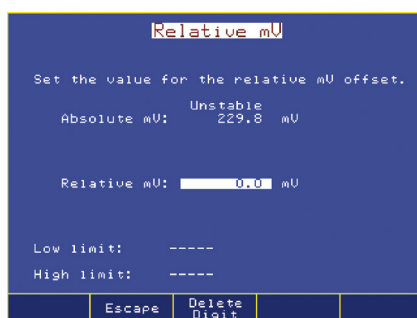 Relative mV
Set the value for the relative mV offset.
Unstable
Absolute mV: 229.8 mV
Relative mV: 0.0 mV
Low limit: -----
High limit: -----
Escape
Delete
Digit